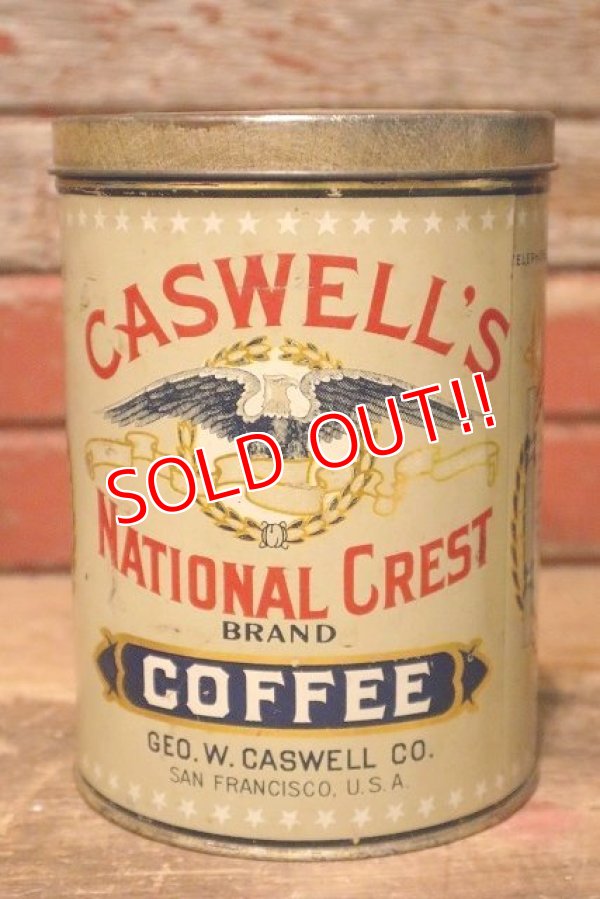 CASWELL'S
SOLD OUT!!
NATIONAL CREST
BRAND
COFFEE
GEO. W. CASWELL CO.
SAN FRANCISCO, U.S.A.